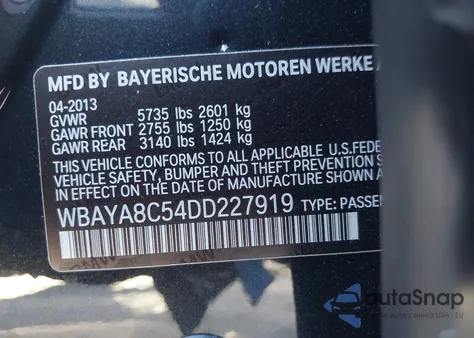 MFD BY BAYERISCHE MOTOREN WERKE
04-2013
GVWR 5735 lbs 2601 kg
GAWR FRONT 2755 lbs 1250 kg
GAWR REAR 3140 lbs 1424 kg
THIS VEHICLE CONFORMS TO ALL APPLICABLE U.S.FEDE
VEHICLE SAFETY, BUMPER AND THEFT PREVENTION S
IN EFFECT ON THE DATE OF MANUFACTURE SHOWN A
WBAYA8C54DD227919 TYPE: PASSEN
autoSnap